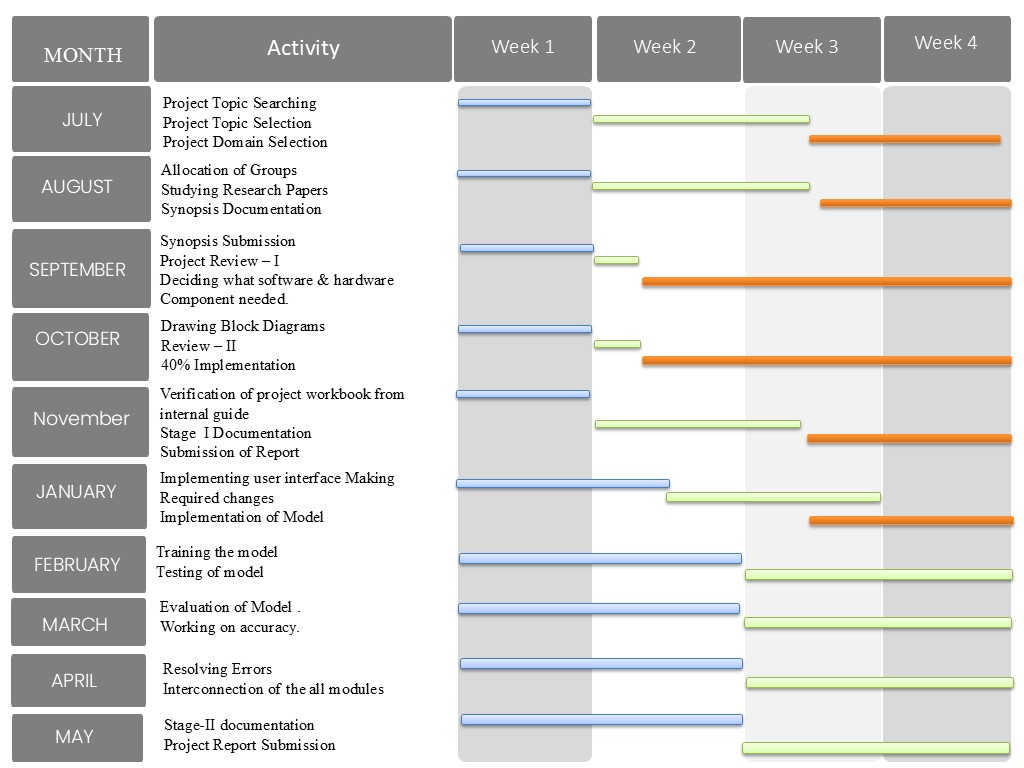 MONTH Activity Week 1 Week 2 Week 3 Week 4
JULY
Project Topic Searching
Project Topic Selection
Project Domain Selection
AUGUST
Allocation of Groups
Studying Research Papers
Synopsis Documentation
SEPTEMBER
Synopsis Submission
Project Review – I
Deciding what software & hardware
Component needed.
OCTOBER
Drawing Block Diagrams
Review – II
40% Implementation
November
Verification of project workbook from
internal guide
Stage I Documentation
Submission of Report
JANUARY
Implementing user interface Making
Required changes
Implementation of Model
FEBRUARY
Training the model
Testing of model
MARCH
Evaluation of Model .
Working on accuracy.
APRIL
Resolving Errors
Interconnection of the all modules
MAY
Stage-II documentation
Project Report Submission